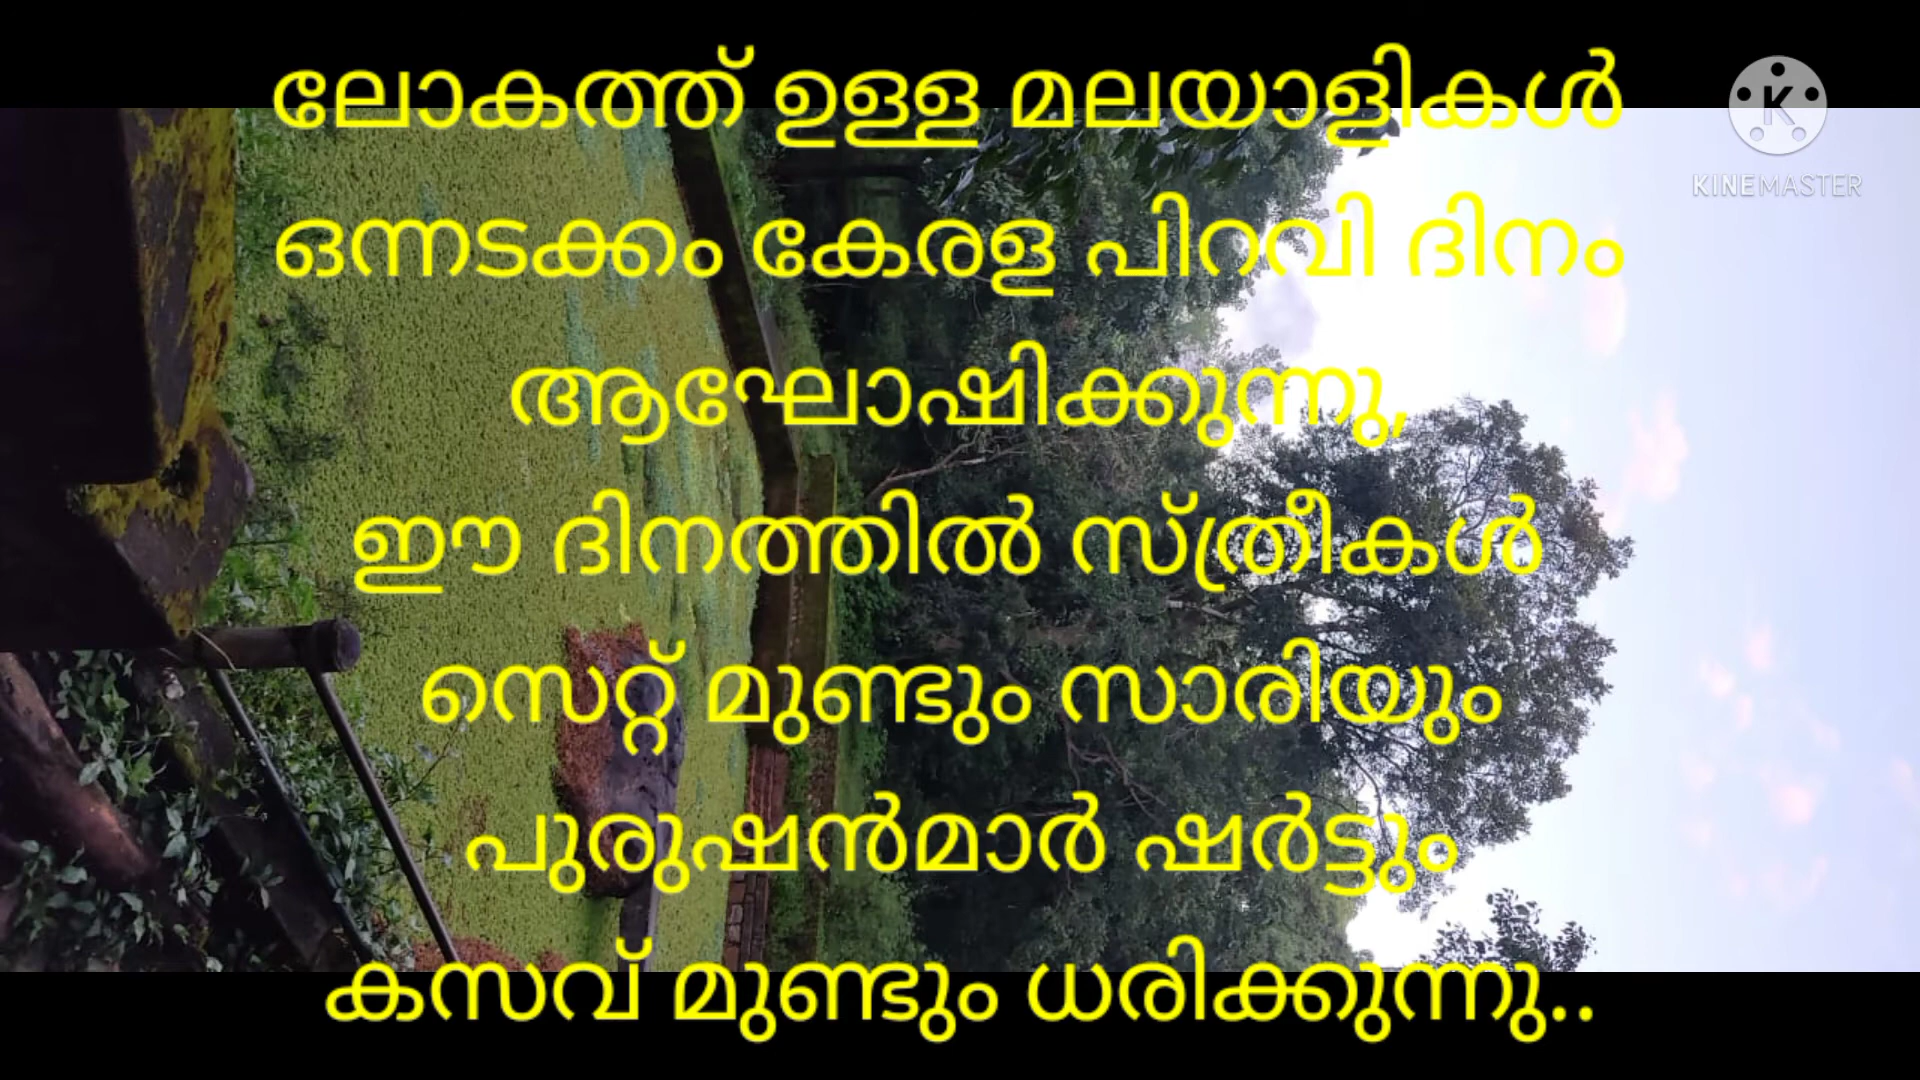 ലോകത്ത് ഉള്ള മലയാളികൾ
ഒന്നടക്കം കേരള പിറവി ദിനം
ആഘോഷിക്കുന്നു,
ഈ ദിനത്തിൽ സ്ത്രീകൾ
സെറ്റ് മുണ്ടും സാരിയും
പുരുഷൻമാർ ഷർട്ടും
കസവ് മുണ്ടും ധരിക്കുന്നു..
K
KINEMASTER